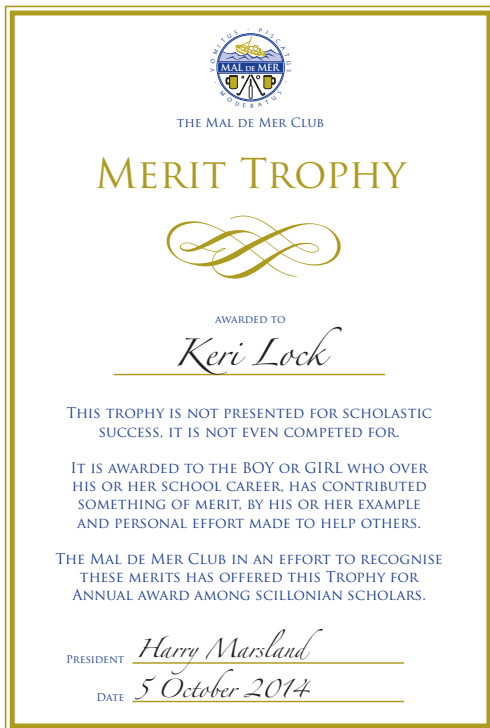 VOMITUS · PISCATUS · MODERATUS
MAL DE MER
THE MAL DE MER CLUB
MERIT TROPHY
AWARDED TO
Keri Lock
THIS TROPHY IS NOT PRESENTED FOR SCHOLASTIC
SUCCESS, IT IS NOT EVEN COMPETED FOR.
IT IS AWARDED TO THE BOY OR GIRL WHO OVER
HIS OR HER SCHOOL CAREER, HAS CONTRIBUTED
SOMETHING OF MERIT, BY HIS OR HER EXAMPLE
AND PERSONAL EFFORT MADE TO HELP OTHERS.
THE MAL DE MER CLUB IN AN EFFORT TO RECOGNISE
THESE MERITS HAS OFFERED THIS TROPHY FOR
ANNUAL AWARD AMONG SCILLONIAN SCHOLARS.
PRESIDENT Harry Marsland
DATE 5 October 2014